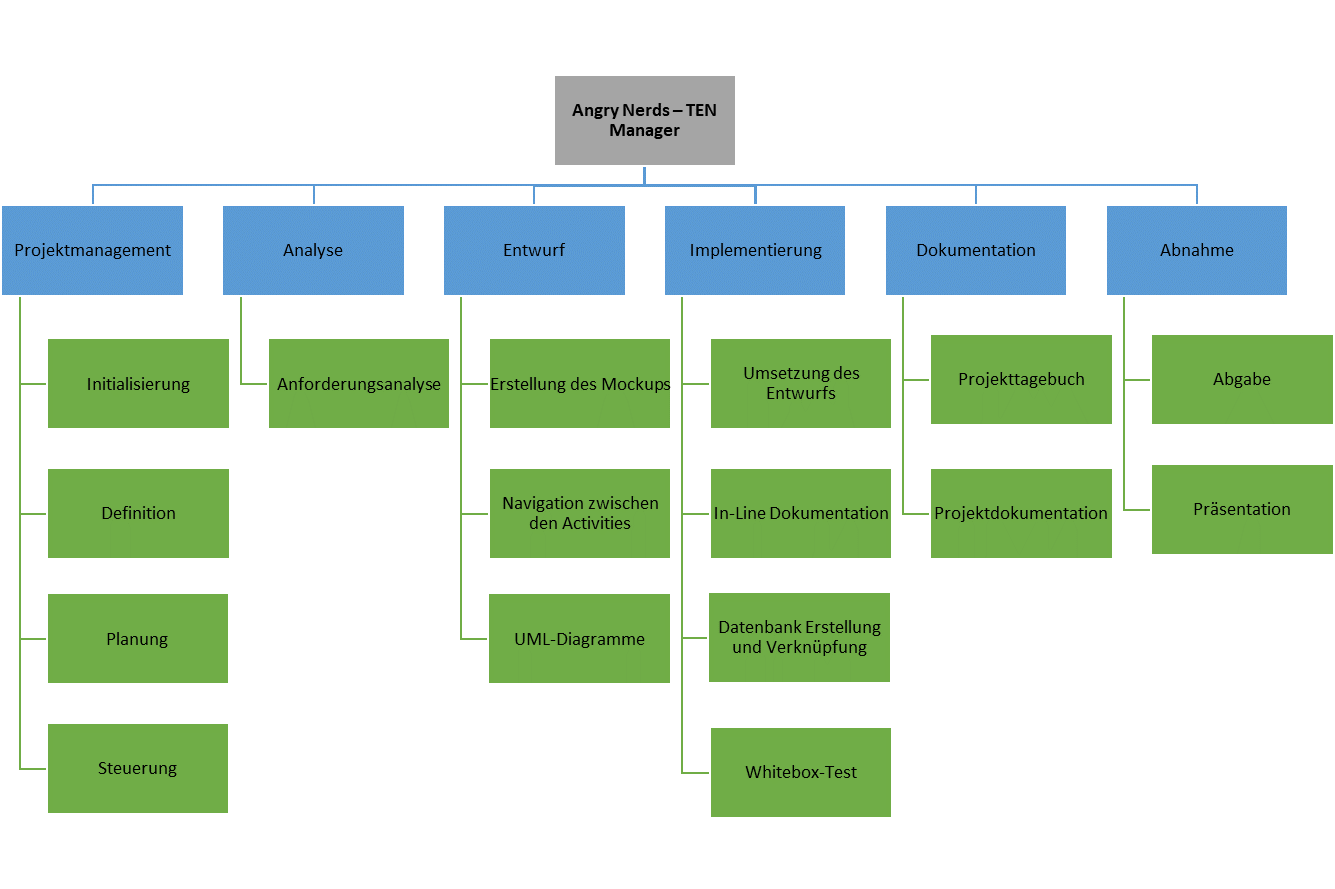 Angry Nerds – TEN
Manager
Projektmanagement
Analyse
Entwurf
Implementierung
Dokumentation
Abnahme
Initialisierung
Definition
Planung
Steuerung
Anforderungsanalyse
Erstellung des Mockups
Navigation zwischen
den Activities
UML-Diagramme
Umsetzung des
Entwurfs
In-Line Dokumentation
Datenbank Erstellung
und Verknüpfung
Whitebox-Test
Projekttagebuch
Projektdokumentation
Abgabe
Präsentation